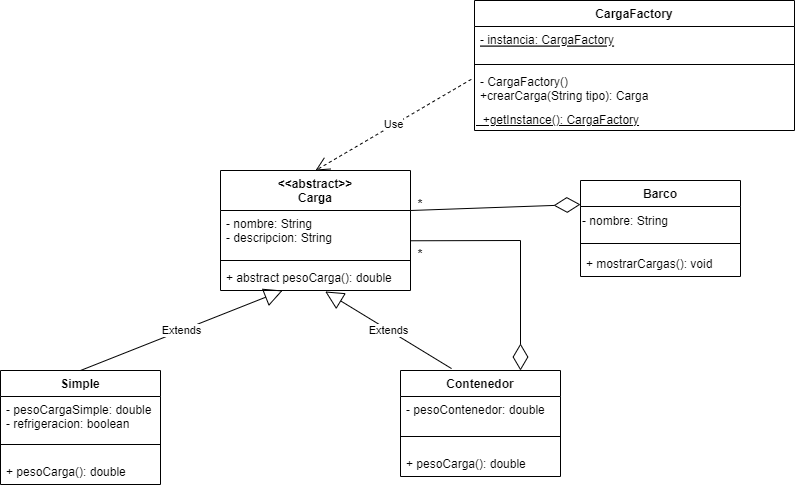 CargaFactory
- instancia: CargaFactory
- CargaFactory()
+crearCarga(String tipo): Carga
+getInstance(): CargaFactory
Use
<<abstract>>
Carga
- nombre: String
- descripcion: String
+ abstract pesoCarga(): double
*
*
Barco
- nombre: String
+ mostrarCargas(): void
Extends
Extends
Simple
- pesoCargaSimple: double
- refrigeracion: boolean
+ pesoCarga(): double
Contenedor
- pesoContenedor: double
+ pesoCarga(): double